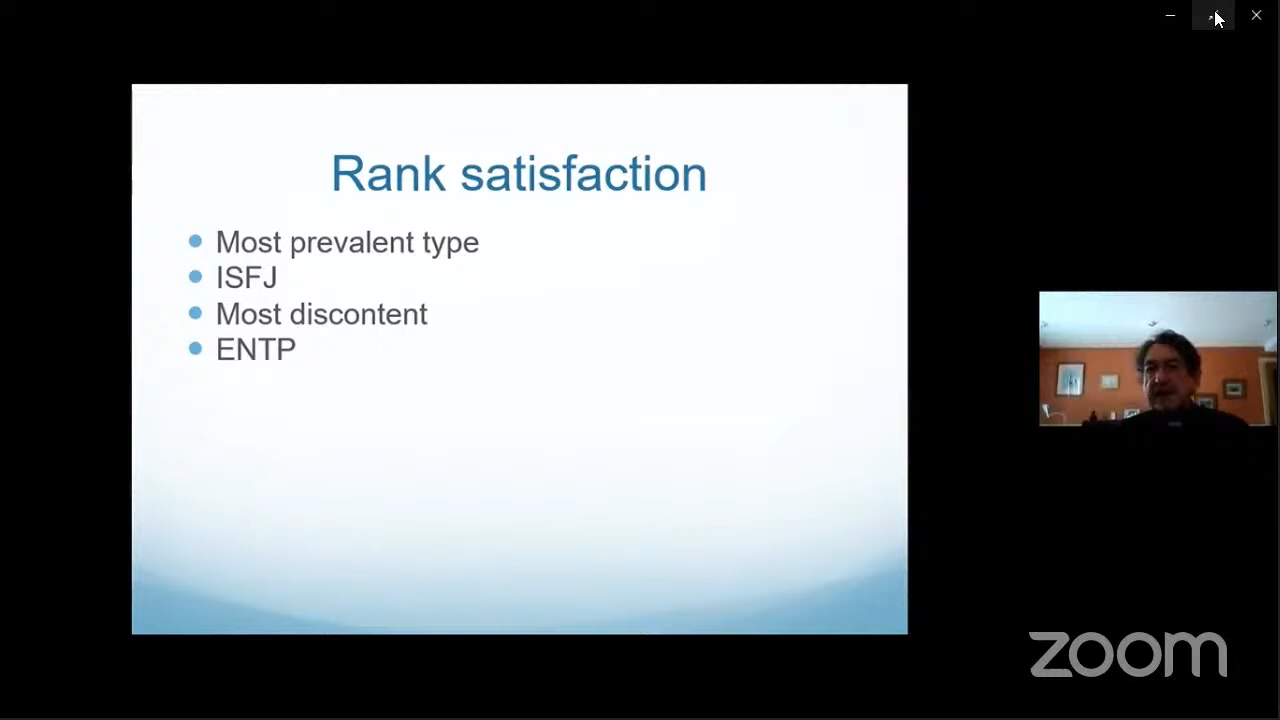 Rank satisfaction
Most prevalent type
ISFJ
Most discontent
ENTP
zoom